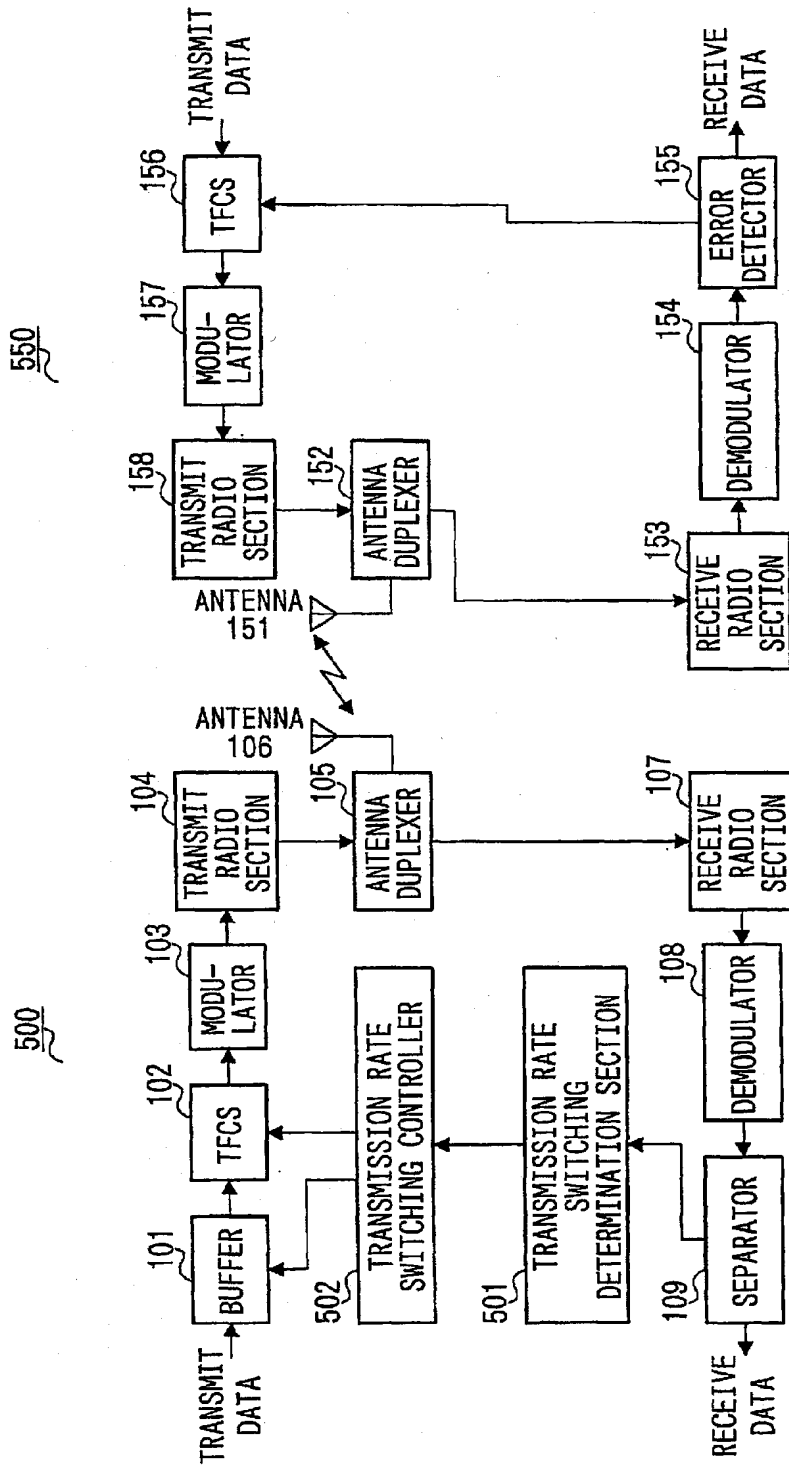 500
550
TRANSMIT
DATA
101
BUFFER
102
TFCS
103
MODU-
LATOR
104
TRANSMIT
RADIO
SECTION
105
ANTENNA
DUPLEXER
ANTENNA
106
502
TRANSMISSION RATE
SWITCHING CONTROLLER
501
TRANSMISSION RATE
SWITCHING
DETERMINATION SECTION
107
RECEIVE
RADIO
SECTION
108
DEMODULATOR
109
SEPARATOR
RECEIVE
DATA
ANTENNA
151
152
ANTENNA
DUPLEXER
158
TRANSMIT
RADIO
SECTION
157
MODU-
LATOR
156
TFCS
TRANSMIT
DATA
153
RECEIVE
RADIO
SECTION
154
DEMODULATOR
155
ERROR
DETECTOR
RECEIVE
DATA